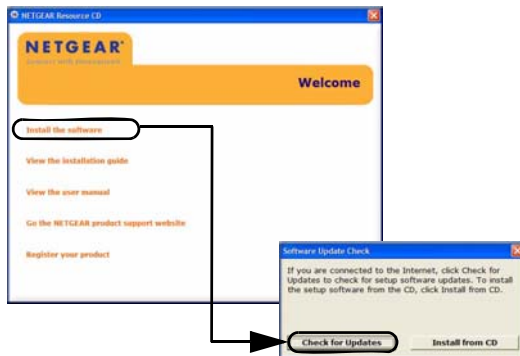 NETGEAR Resource CD
NETGEAR®
Welcome
Install the software
View the installation guide
View the user manual
Go the NETGEAR product support website
Register your product
Software Update Check
If you are connected to the Internet, click Check for
Updates to check for setup software updates. To install
the setup software from the CD, click Install from CD.
Check for Updates
Install from CD